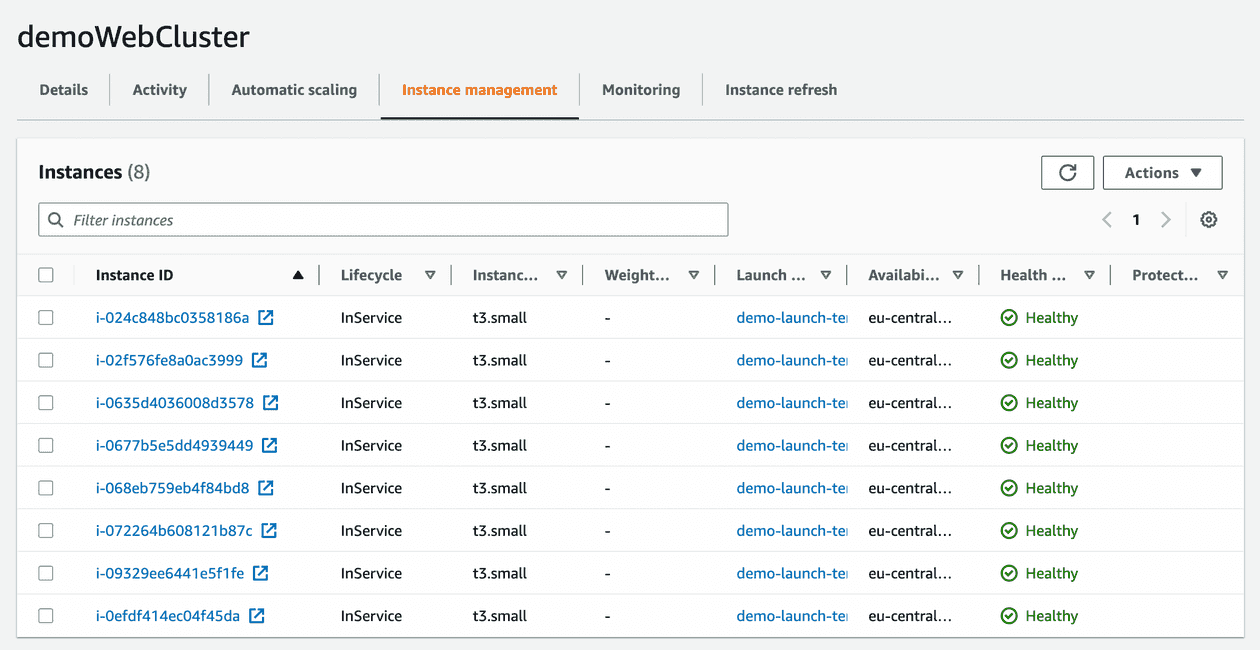 demoWebCluster
Details Activity Automatic scaling Instance management Monitoring Instance refresh
Instances (8)
Actions
Filter instances
1
Instance ID Lifecycle Instanc... Weight... Launch ... Availabi... Health ... Protect...
i-024c848bc0358186a InService t3.small - demo-launch-te eu-central... Healthy
i-02f576fe8a0ac3999 InService t3.small - demo-launch-te eu-central... Healthy
i-0635d4036008d3578 InService t3.small - demo-launch-te eu-central... Healthy
i-0677b5e5dd4939449 InService t3.small - demo-launch-te eu-central... Healthy
i-068eb759eb4f84bd8 InService t3.small - demo-launch-te eu-central... Healthy
i-072264b608121b87c InService t3.small - demo-launch-te eu-central... Healthy
i-09329ee6441e5f1fe InService t3.small - demo-launch-te eu-central... Healthy
i-0efdf414ec04f45da InService t3.small - demo-launch-te eu-central... Healthy